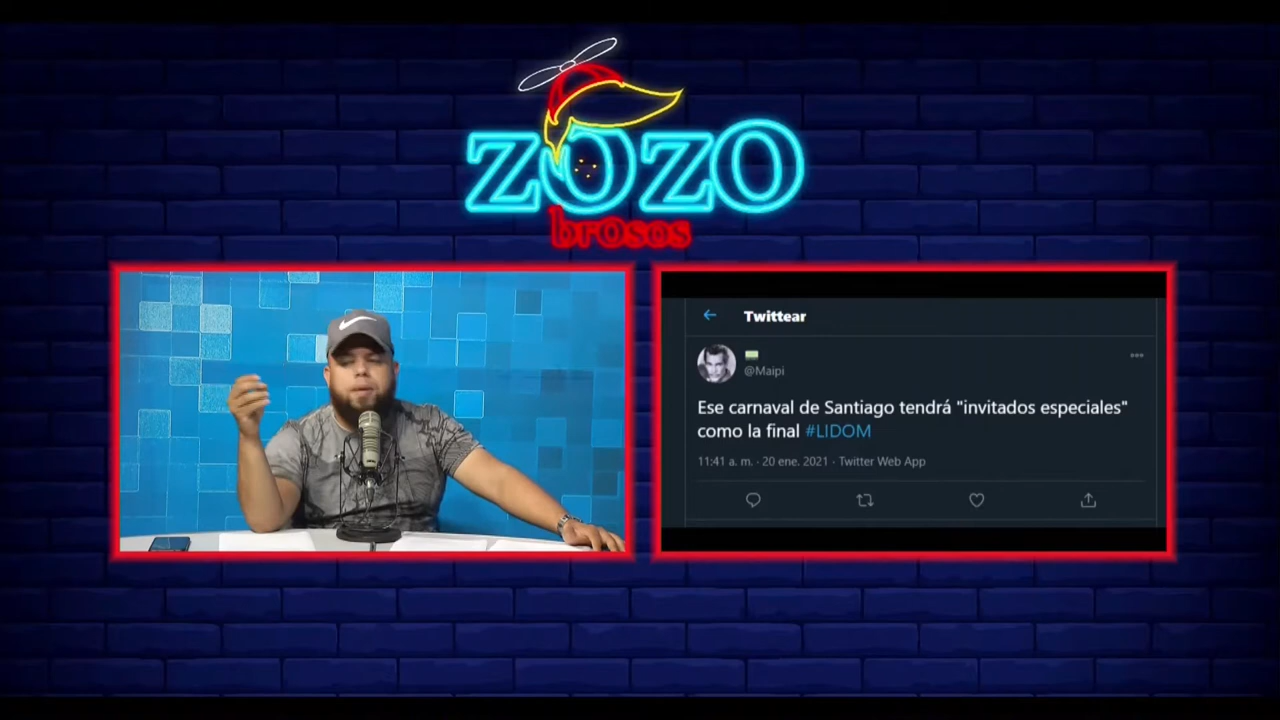 ZOZO
brosos
Twittear
@Maipi
Ese carnaval de Santiago tendrá "invitados especiales"
como la final #LIDOM
11:41 a. m. · 20 ene. 2021 · Twitter Web App